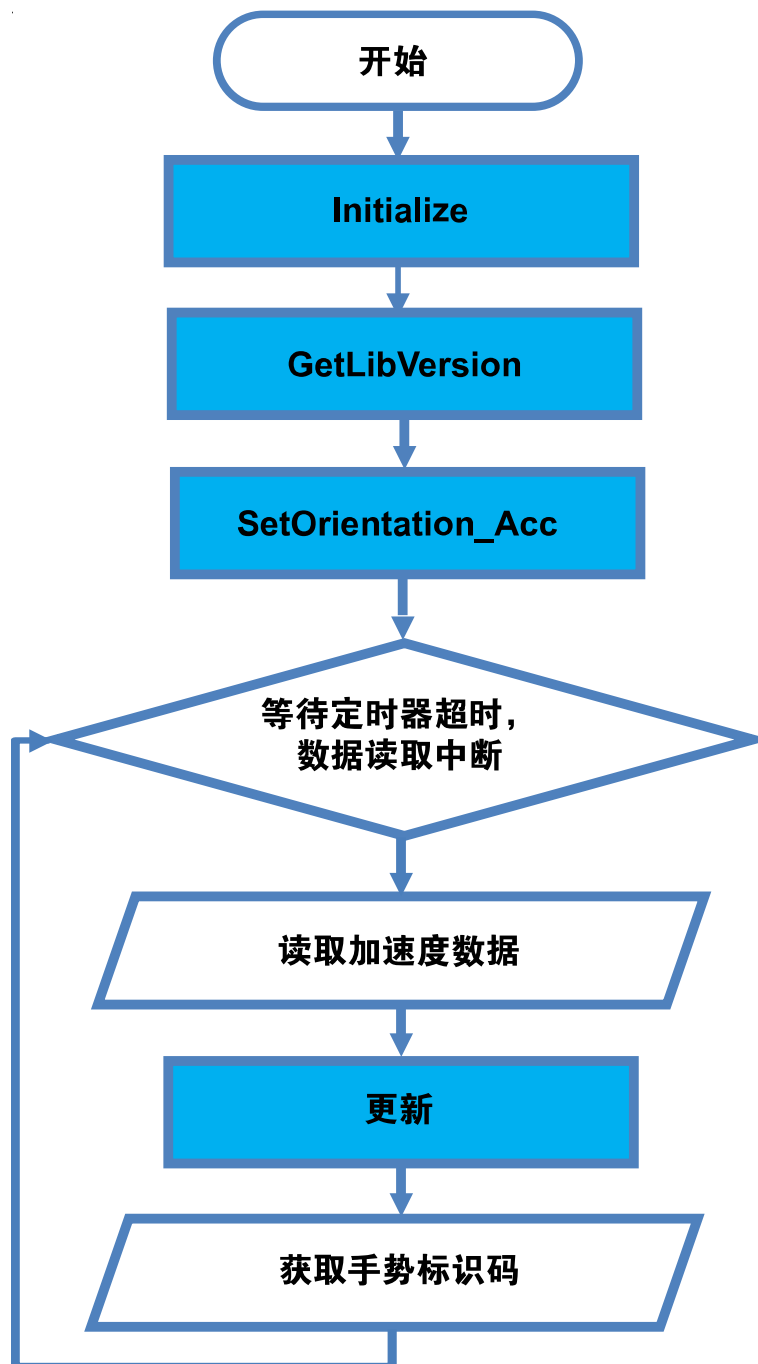 开始
Initialize
GetLibVersion
SetOrientation_Acc
等待定时器超时，
数据读取中断
读取加速度数据
更新
获取手势标识码